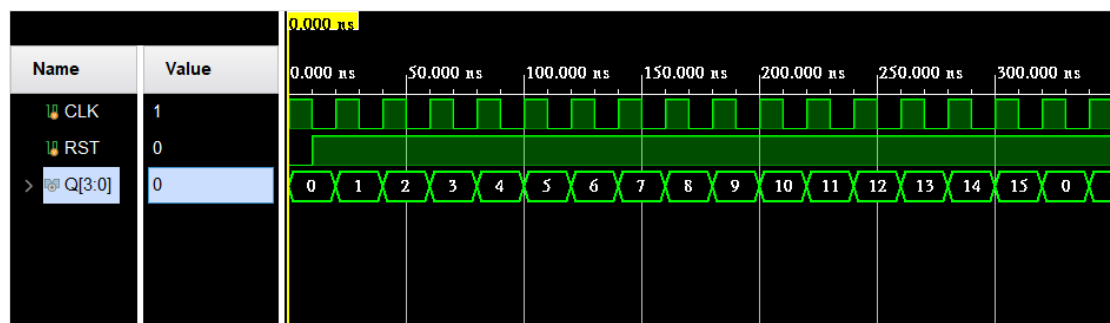 0.000 ns
Name Value
0.000 ns 50.000 ns 100.000 ns 150.000 ns 200.000 ns 250.000 ns 300.000 ns
CLK 1
RST 0
Q[3:0] 0 0 1 2 3 4 5 6 7 8 9 10 11 12 13 14 15 0